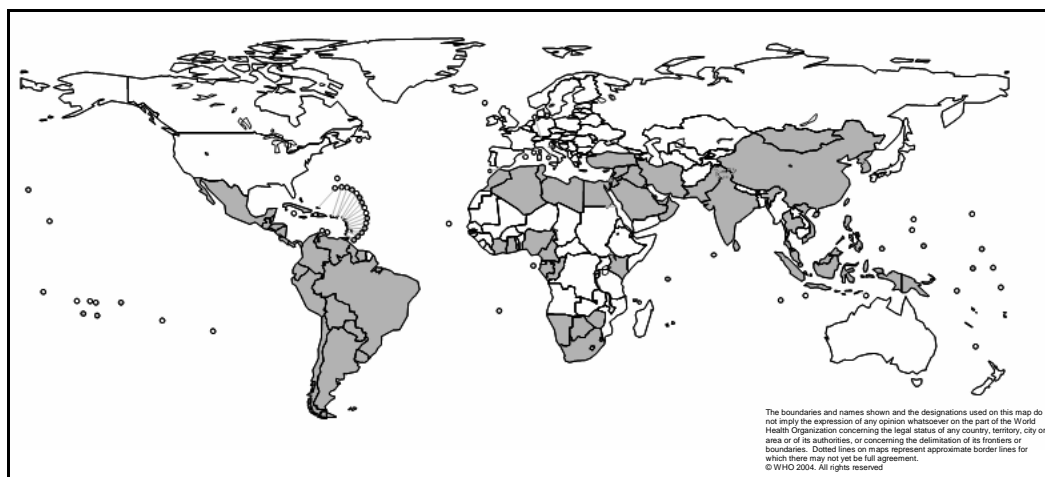 The boundaries and names shown and the designations used on this map do
not imply the expression of any opinion whatsoever on the part of the World
Health Organization concerning the legal status of any country, territory, city or
area or of its authorities, or concerning the delimitation of its frontiers or
boundaries. Dotted lines on maps represent approximate border lines for
which there may not yet be full agreement.
© WHO 2004. All rights reserved